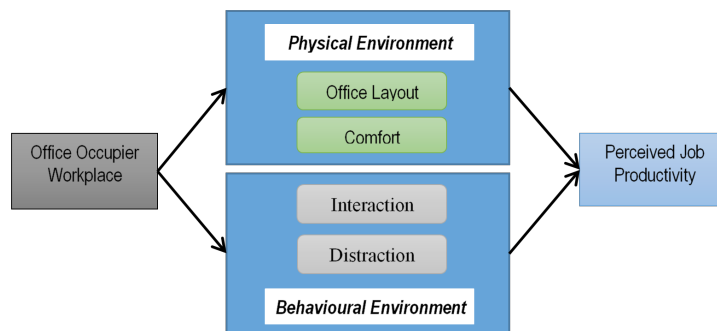 Physical Environment
Office Layout
Comfort
Office Occupier
Workplace
Perceived Job
Productivity
Interaction
Distraction
Behavioural Environment